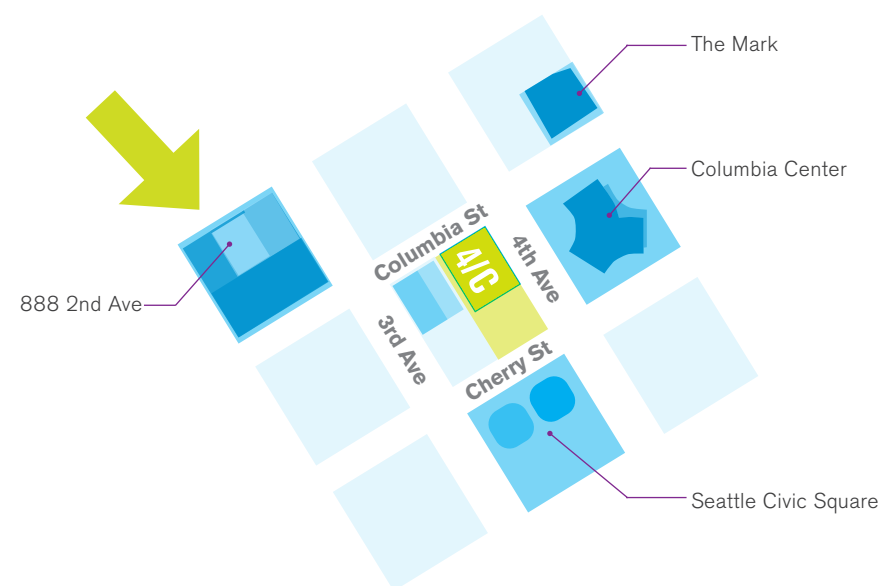 The Mark
Columbia Center
Columbia St
4/C
4th Ave
888 2nd Ave
3rd Ave
Cherry St
Seattle Civic Square